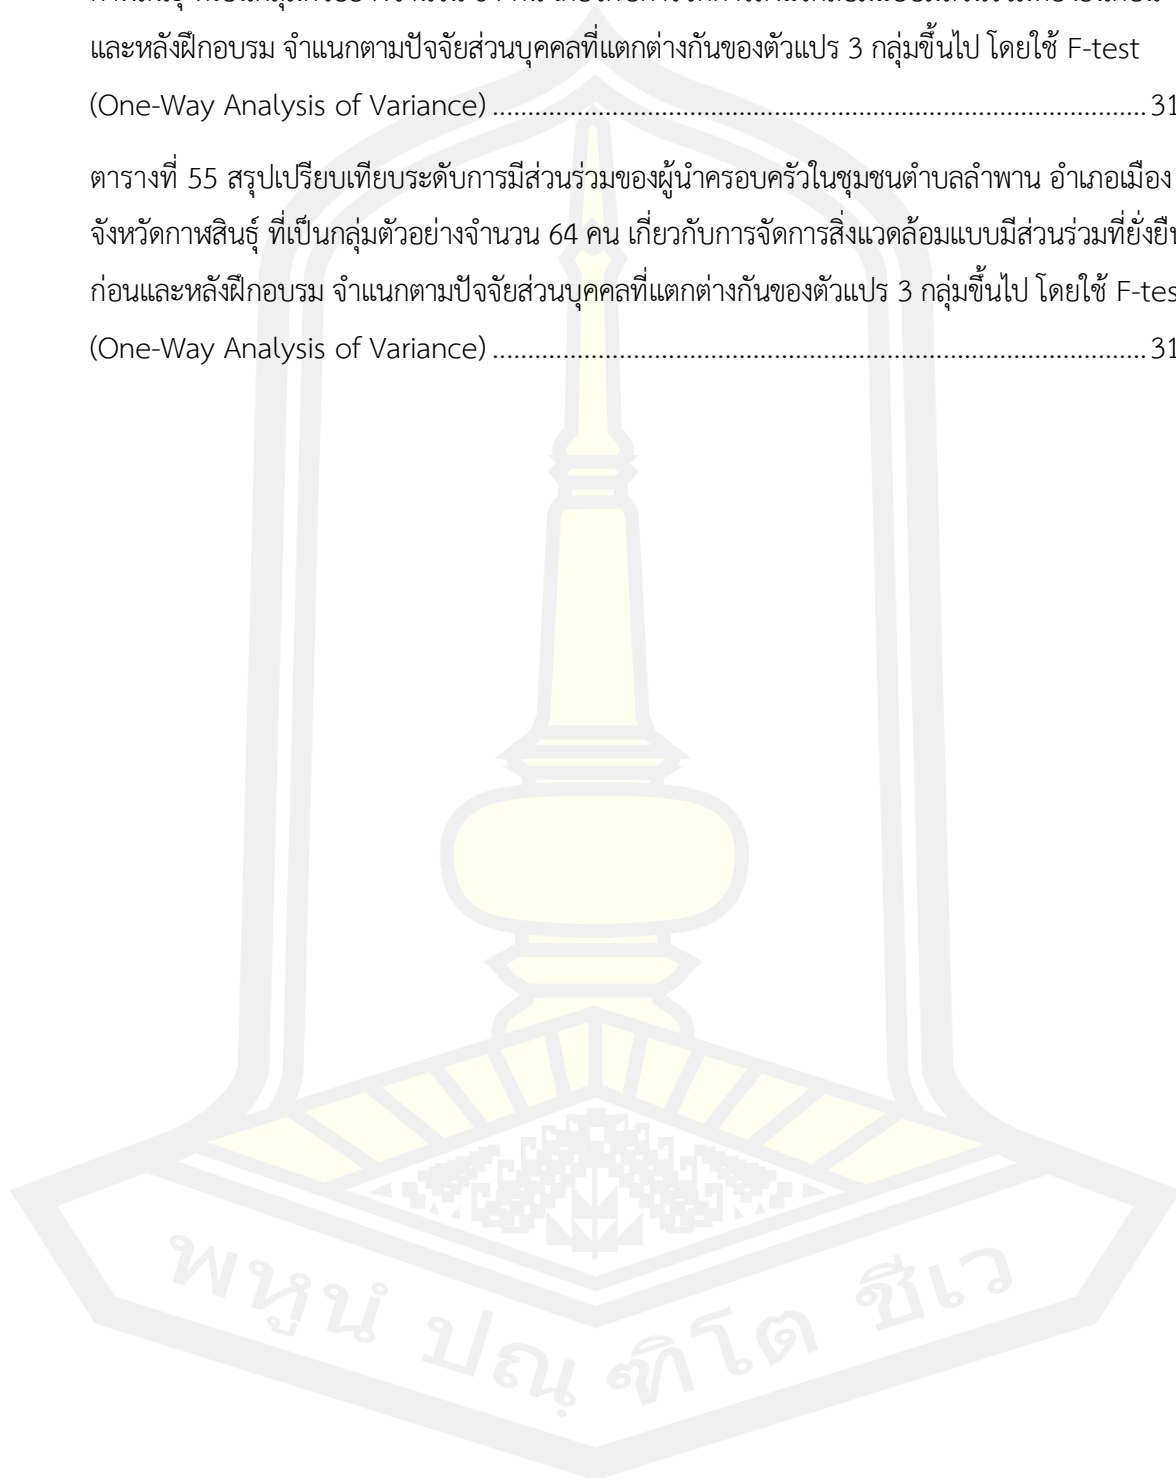 และหลังฝึกอบรม จำแนกตามปัจจัยส่วนบุคคลที่แตกต่างกันของตัวแปร 3 กลุ่มขึ้นไป โดยใช้ F-test
(One-Way Analysis of Variance) ............................................................................................ 31
ตารางที่ 55 สรุปเปรียบเทียบระดับการมีส่วนร่วมของผู้นำครอบครัวในชุมชนตำบลลำพาน อำเภอเมือง
จังหวัดกาฬสินธุ์ ที่เป็นกลุ่มตัวอย่างจำนวน 64 คน เกี่ยวกับการจัดการสิ่งแวดล้อมแบบมีส่วนร่วมที่ยั่งยืน
ก่อนและหลังฝึกอบรม จำแนกตามปัจจัยส่วนบุคคลที่แตกต่างกันของตัวแปร 3 กลุ่มขึ้นไป โดยใช้ F-tes
(One-Way Analysis of Variance) ............................................................................................ 31
พหูนํ ปณฺฑิโต ชีเว